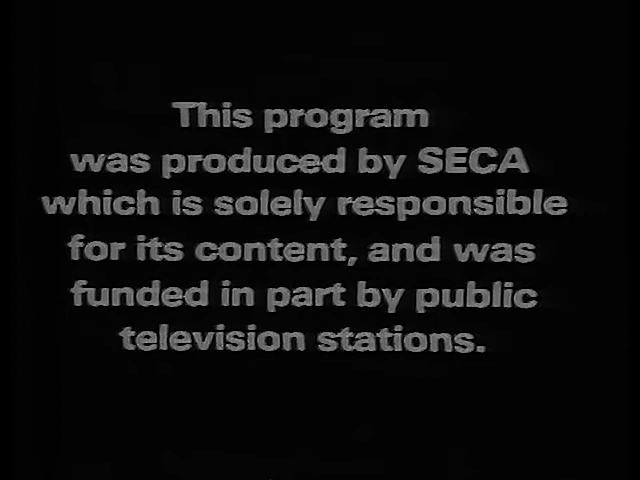 This program
was produced by SECA
which is solely responsible
for its content, and was
funded in part by public
television stations.